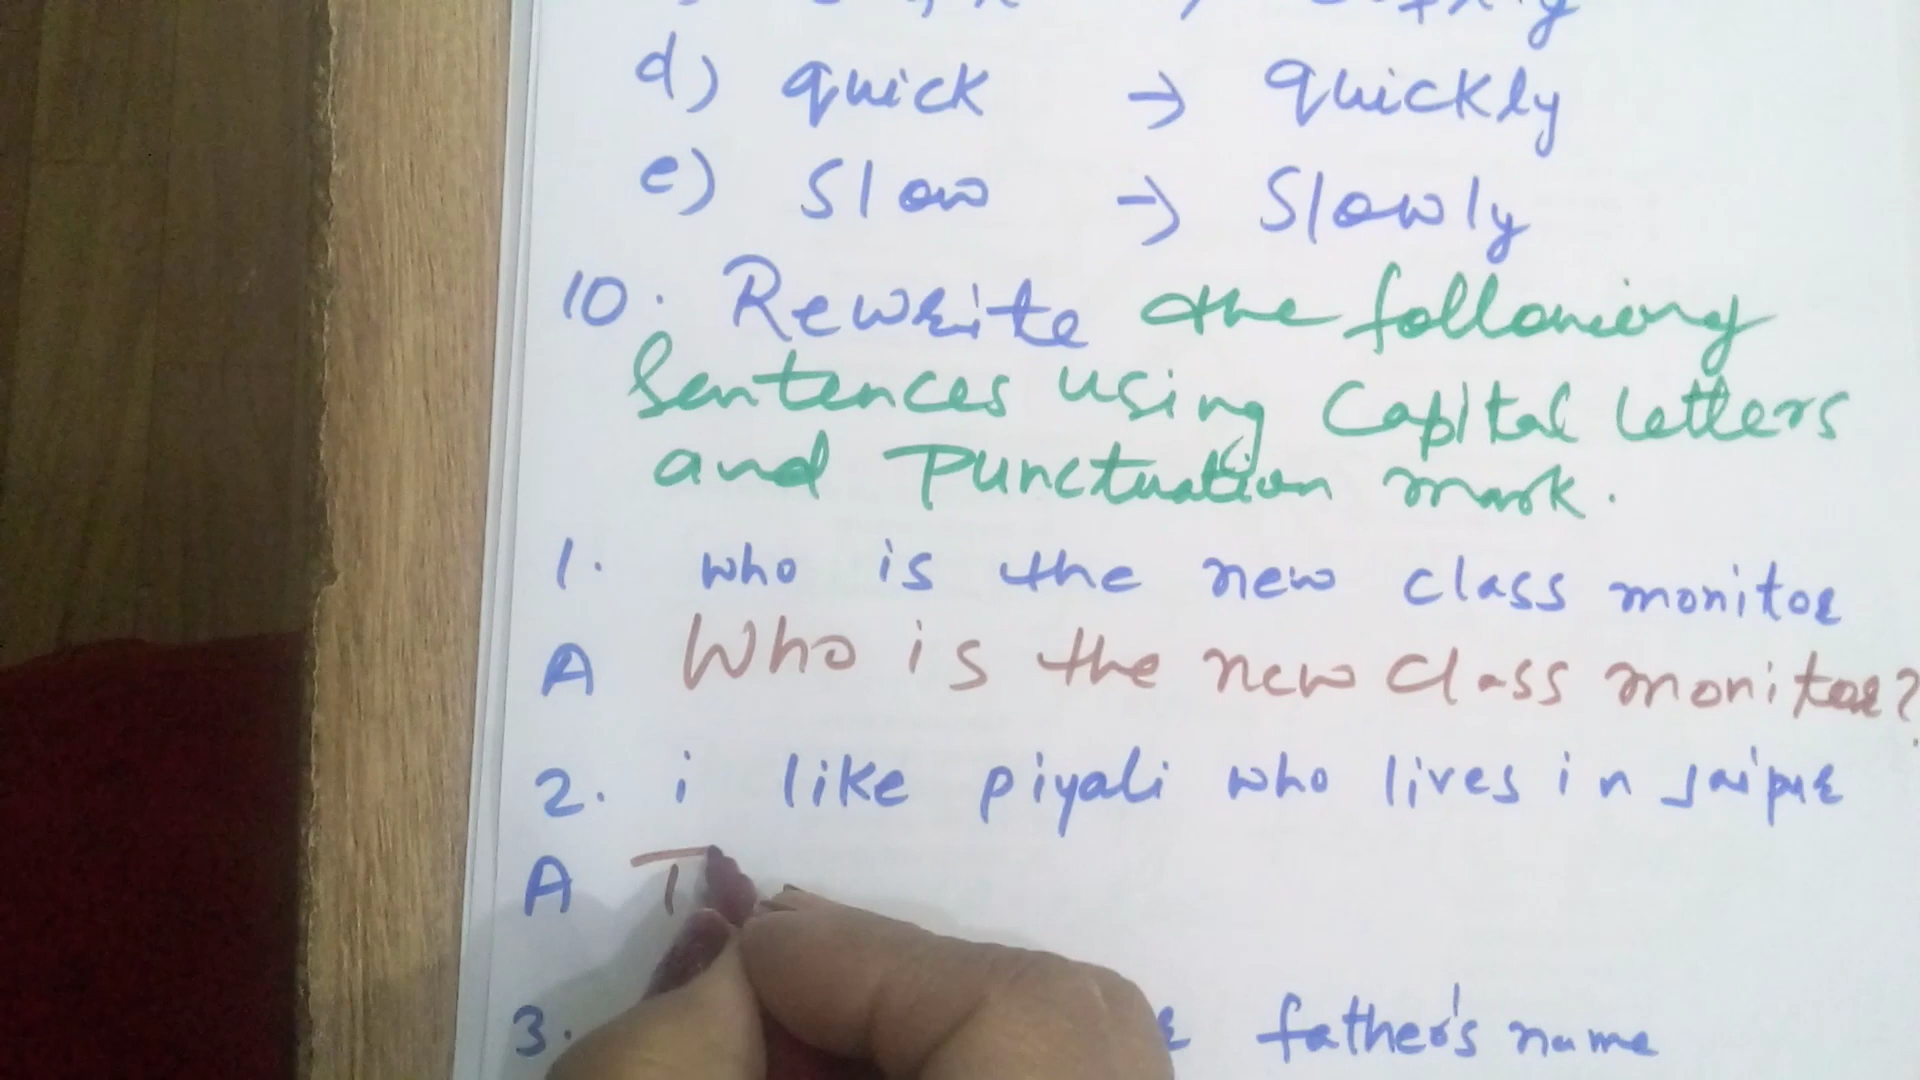 d) quick → quickly
e) Slow → Slowly
10. Rewrite the following
Sentences using Capital letters
and Punctuation mark.
1. who is the new class monitor
A Who is the new class monitor?
2. i like piyali who lives in jaipur
A I
3. father's name